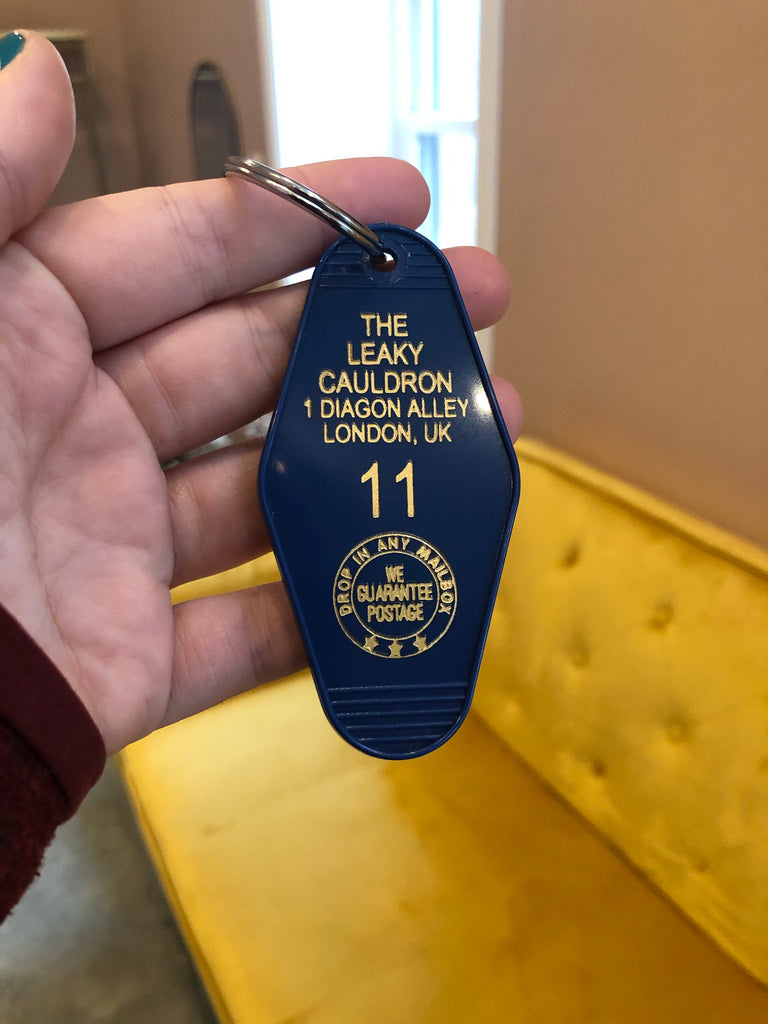 THE
LEAKY
CAULDRON
1 DIAGON ALLEY
LONDON, UK
11
DROP IN ANY MAILBOX
WE
GUARANTEE
POSTAGE